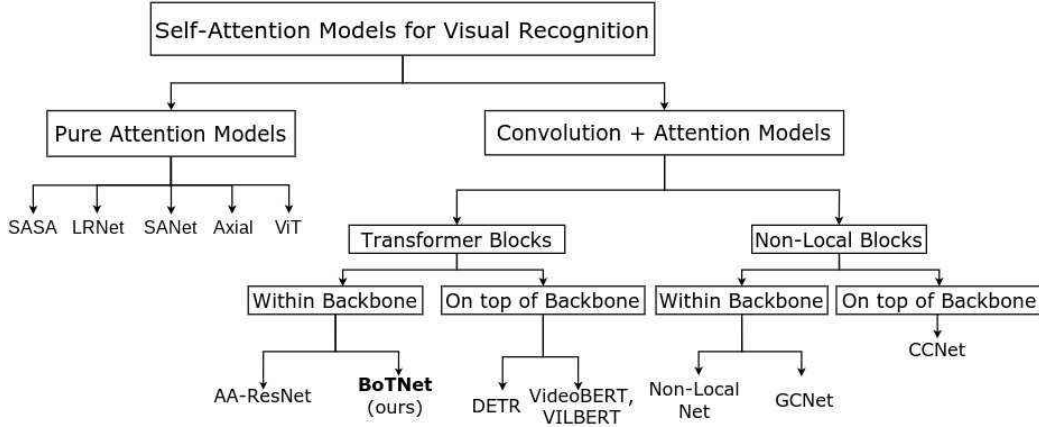 Self-Attention Models for Visual Recognition
Pure Attention Models
Convolution + Attention Models
SASA LRNet SANet Axial ViT
Transformer Blocks
Non-Local Blocks
Within Backbone
On top of Backbone
Within Backbone
On top of Backbone
AA-ResNet
BoTNet
(ours)
DETR
VideoBERT,
VILBERT
Non-Local
Net
GCNet
CCNet